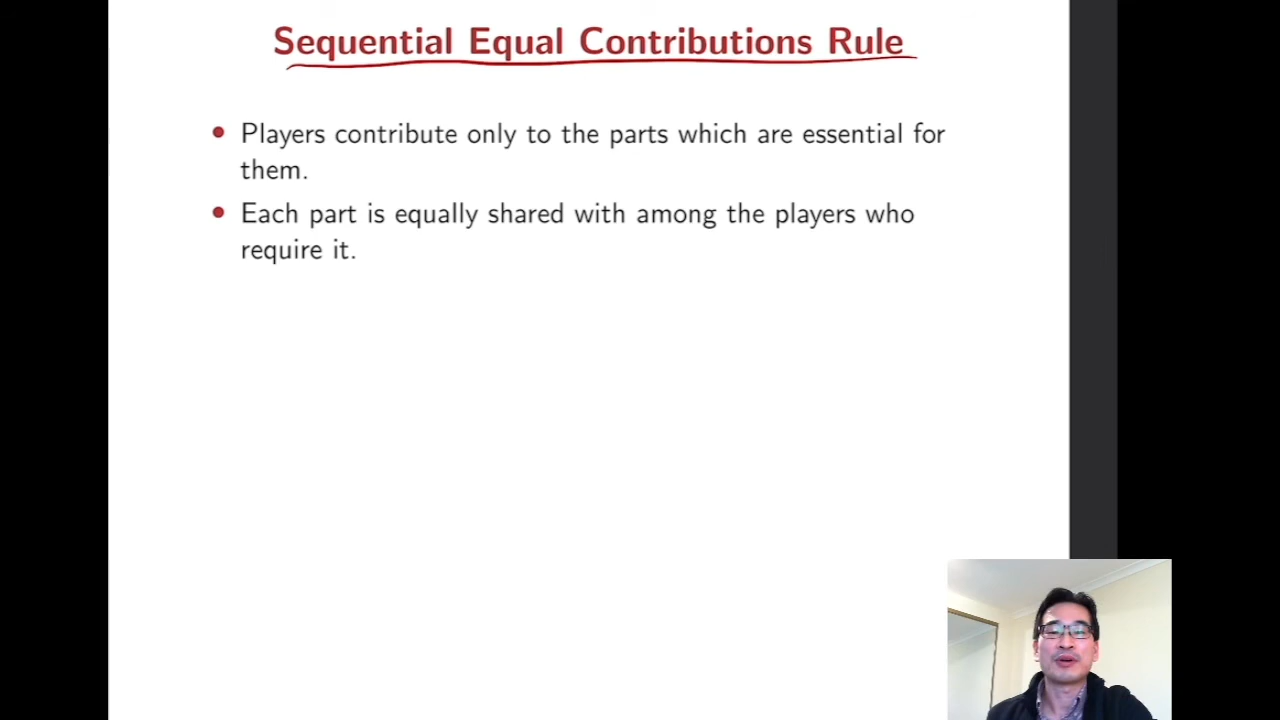 Sequential Equal Contributions Rule
Players contribute only to the parts which are essential for
them.
Each part is equally shared with among the players who
require it.